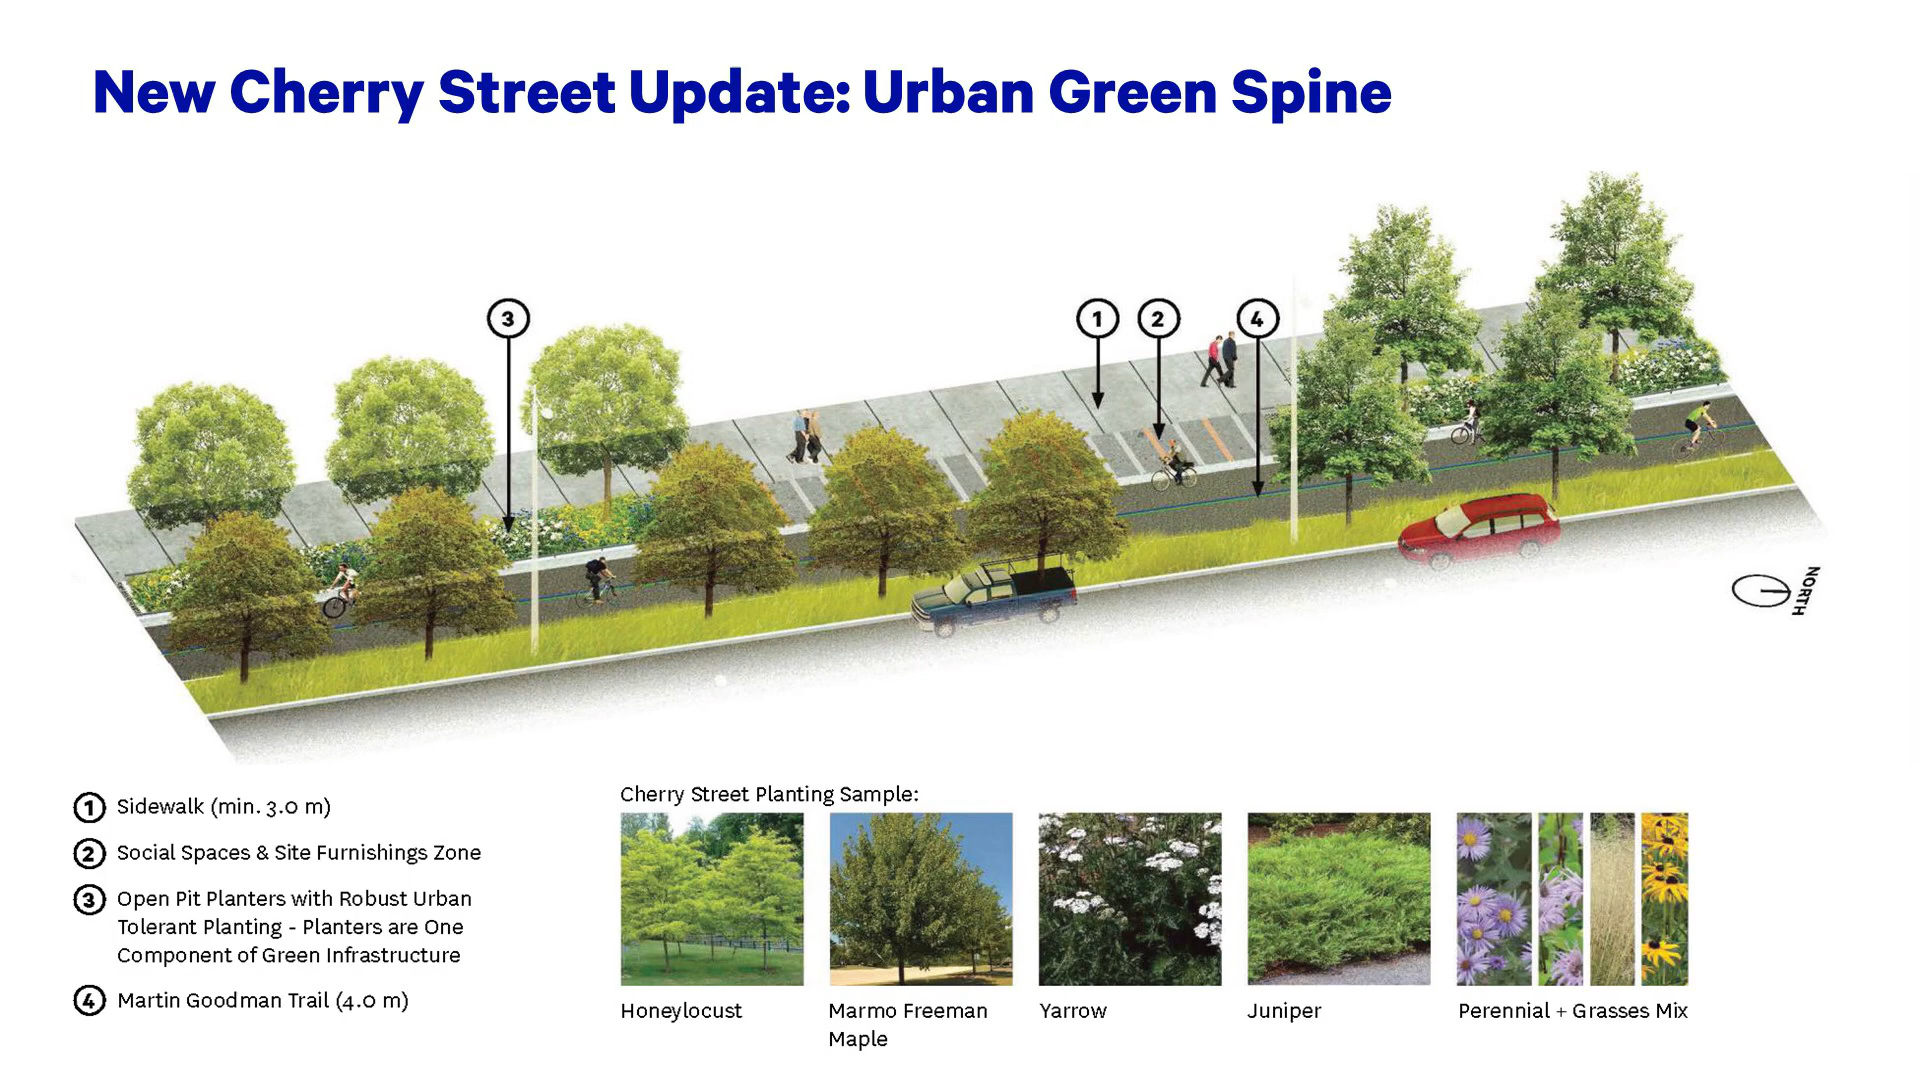 New Cherry Street Update: Urban Green Spine
3
1
2
4
NORTH
1 Sidewalk (min. 3.0 m)
2 Social Spaces & Site Furnishings Zone
3 Open Pit Planters with Robust Urban
Tolerant Planting - Planters are One
Component of Green Infrastructure
4 Martin Goodman Trail (4.0 m)
Cherry Street Planting Sample:
Honeylocust
Marmo Freeman
Maple
Yarrow
Juniper
Perennial + Grasses Mix